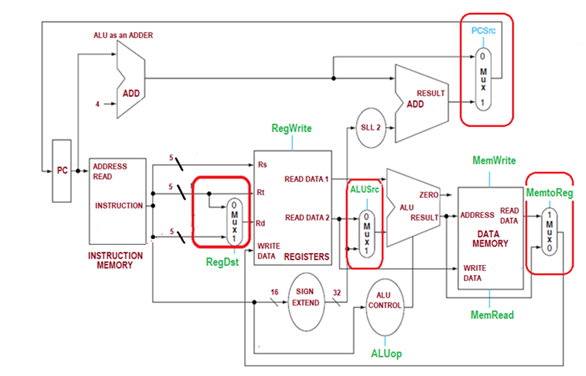 ALU as an ADDER
PCSrc
0
Mux
1
4
ADD
RESULT
ADD
SLL 2
RegWrite
PC
ADDRESS
READ
INSTRUCTION
INSTRUCTION
MEMORY
5
5
5
0
Mux
1
RegDst
Rs
Rt
Rd
WRITE
DATA
READ DATA 1
READ DATA 2
REGISTERS
ALUSrc
0
Mux
1
ZERO
ALU
RESULT
MemWrite
ADDRESS
READ
DATA
DATA
MEMORY
WRITE
DATA
MemRead
MemtoReg
1
Mux
0
16
SIGN
EXTEND
32
ALU
CONTROL
ALUop